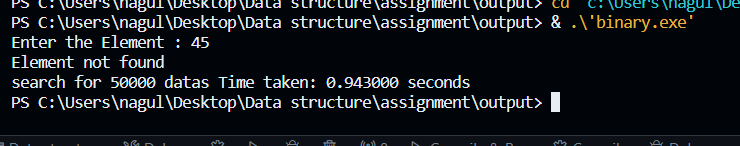 PS C:\Users\nagul\Desktop\Data structure\assignment\output> cd 'c:\Users\nagul\De
PS C:\Users\nagul\Desktop\Data structure\assignment\output> & .\'binary.exe'
Enter the Element : 45
Element not found
search for 50000 datas Time taken: 0.943000 seconds
PS C:\Users\nagul\Desktop\Data structure\assignment\output>